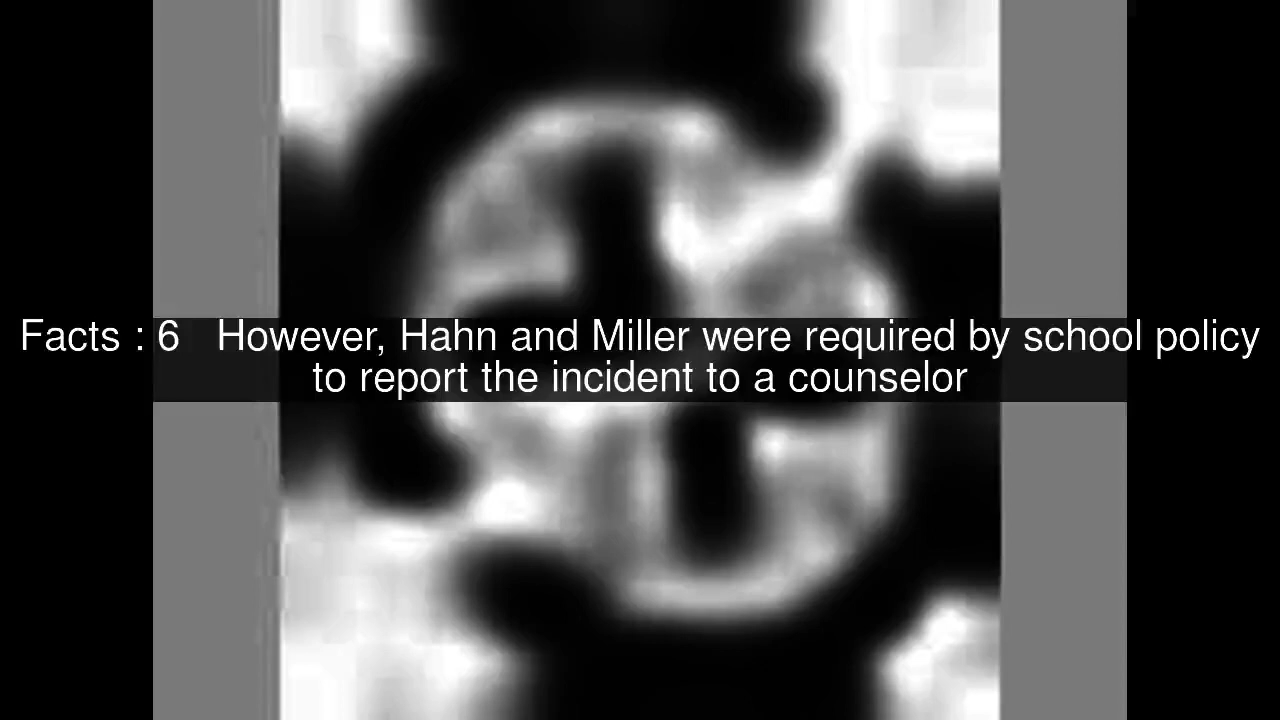 Facts : 6 However, Hahn and Miller were required by school policy
to report the incident to a counselor